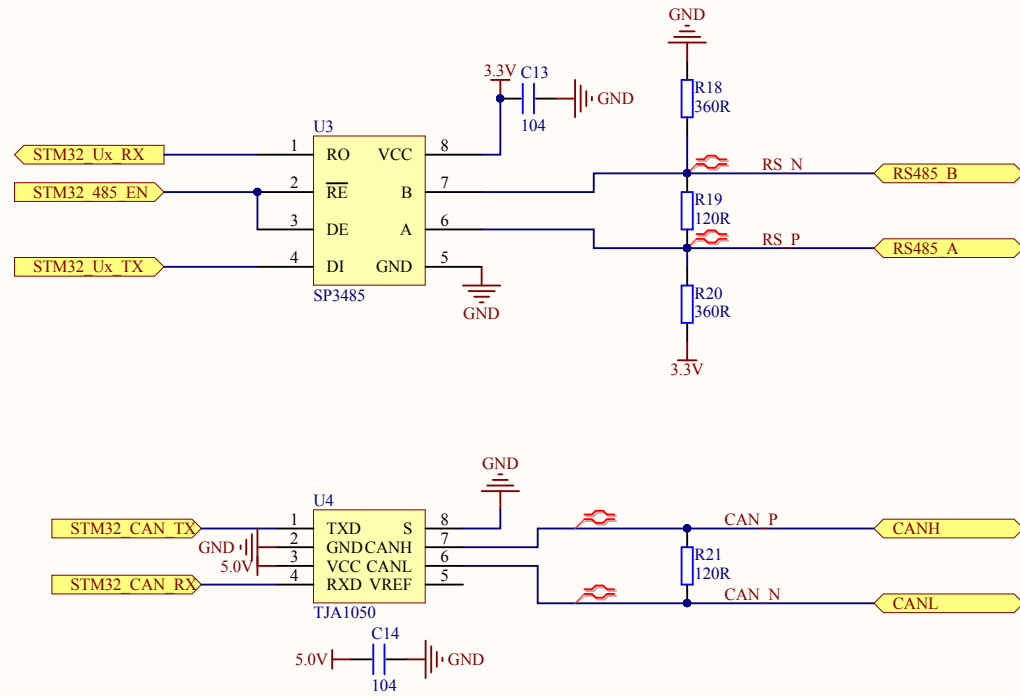 GND
3.3V
C13
GND
104
R18
360R
U3
STM32_Ux_RX
1
RO
VCC
8
STM32_485_EN
2
RE
B
7
RS_N
RS485_B
R19
120R
3
DE
A
6
RS_P
RS485_A
STM32_Ux_TX
4
DI
GND
5
SP3485
GND
R20
360R
3.3V
GND
U4
STM32_CAN_TX
1
TXD
S
8
CAN_P
CANH
GND
2
GND
CANH
7
5.0V
3
VCC
CANL
6
R21
120R
STM32_CAN_RX
4
RXD
VREF
5
CAN_N
CANL
TJA1050
C14
5.0V
GND
104